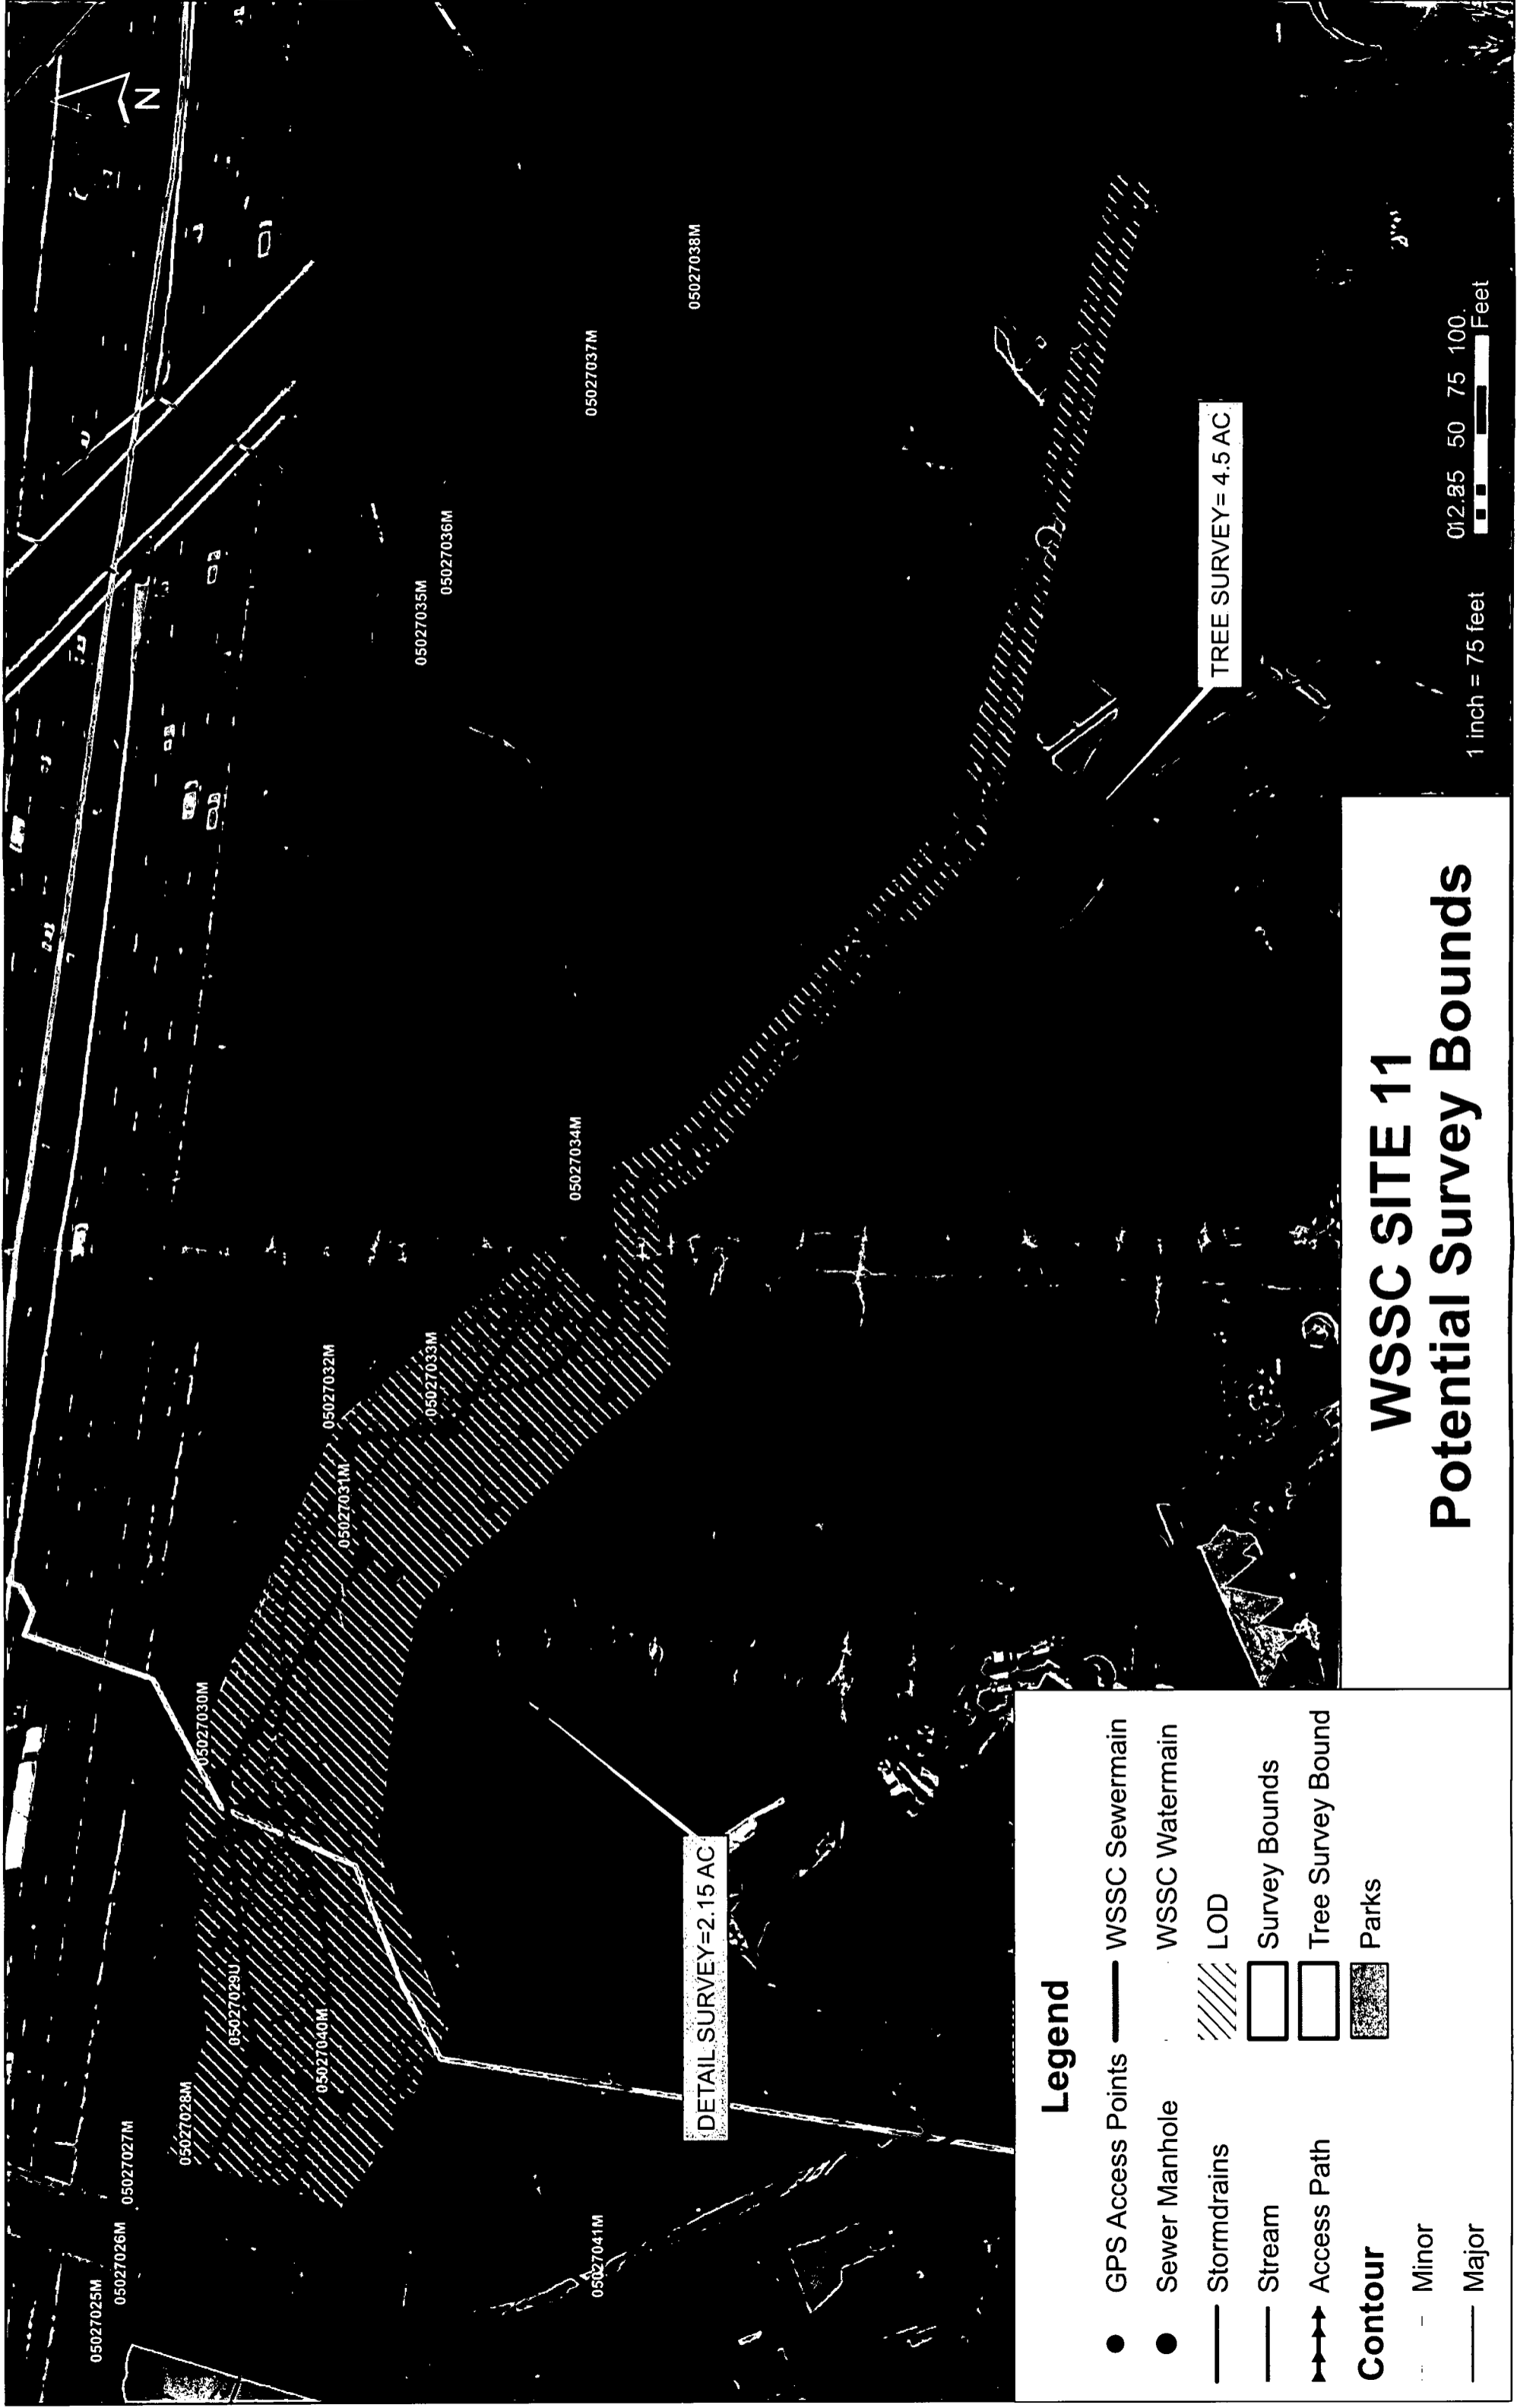 N
05027025M
05027026M
05027027M
05027028M
05027029U
05027030M
05027040M
05027031M
05027032M
05027033M
05027034M
05027035M
05027036M
05027037M
05027038M
05027041M
DETAIL SURVEY=2.15 AC
TREE SURVEY= 4.5 AC
Legend
GPS Access Points
Sewer Manhole
Stormdrains
Stream
Access Path
Contour
Minor
Major
WSSC Sewermain
WSSC Watermain
LOD
Survey Bounds
Tree Survey Bound
Parks
WSSC SITE 11
Potential Survey Bounds
1 inch = 75 feet
012.525 50 75 100
Feet